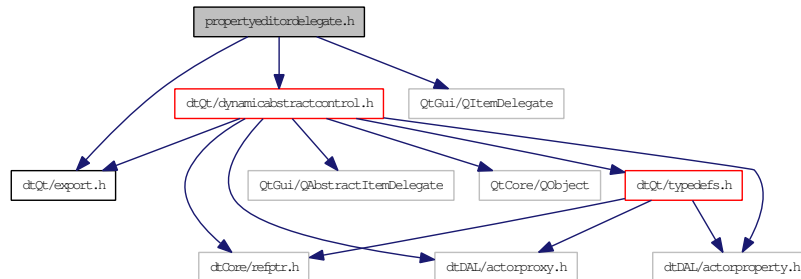 propertyeditordelegate.h
dtQt/dynamicabstractcontrol.h
QtGui/QItemDelegate
dtQt/export.h
QtGui/QAbstractItemDelegate
QtCore/QObject
dtQt/typedefs.h
dtCore/refptr.h
dtDAL/actorproxy.h
dtDAL/actorproperty.h